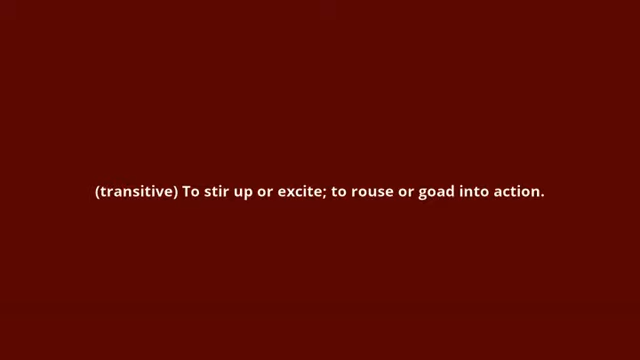 (transitive) To stir up or excite; to rouse or goad into action.